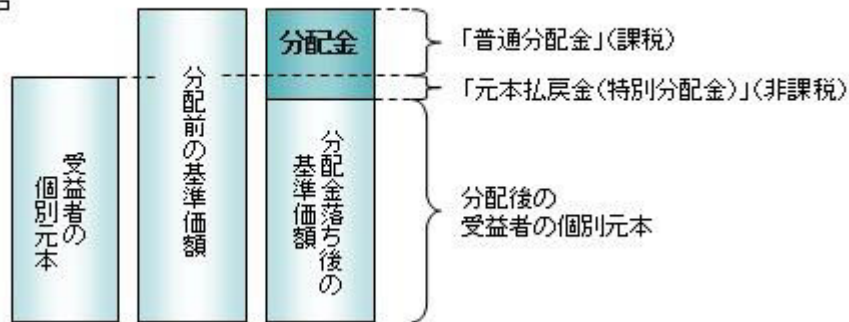 分配金
「普通分配金」(課税)
「元本払戻金(特別分配金)」(非課税)
受益者の
個別元本
分配前の基準価額
分配金落ち後の
基準価額
分配後の
受益者の個別元本